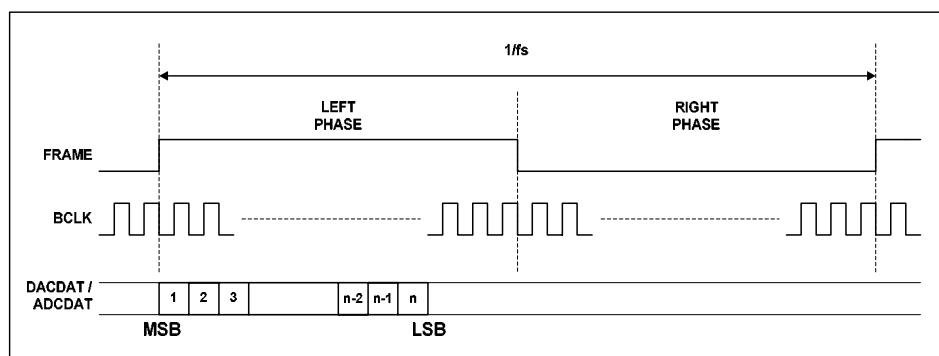 1/fs
LEFT
PHASE
RIGHT
PHASE
FRAME
BCLK
DACDAT /
ADCDAT
1 2 3 n-2 n-1 n
MSB LSB